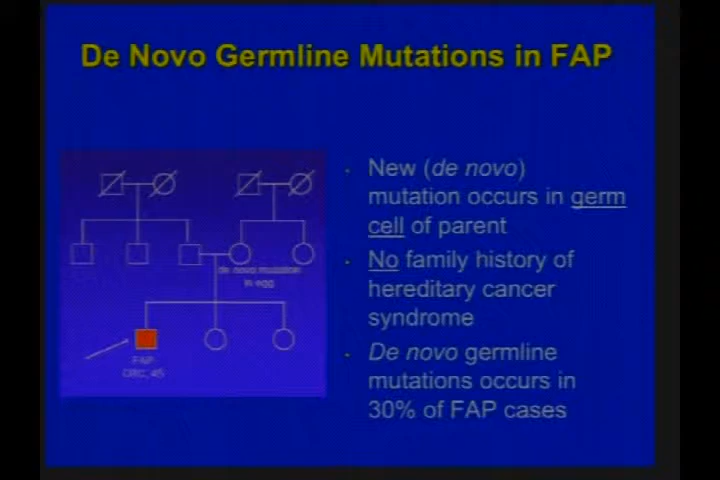 De Novo Germline Mutations in FAP
de novo mutation
in egg
FAP
CRC, 45
· New (de novo)
mutation occurs in germ
cell of parent
· No family history of
hereditary cancer
syndrome
· De novo germline
mutations occurs in
30% of FAP cases